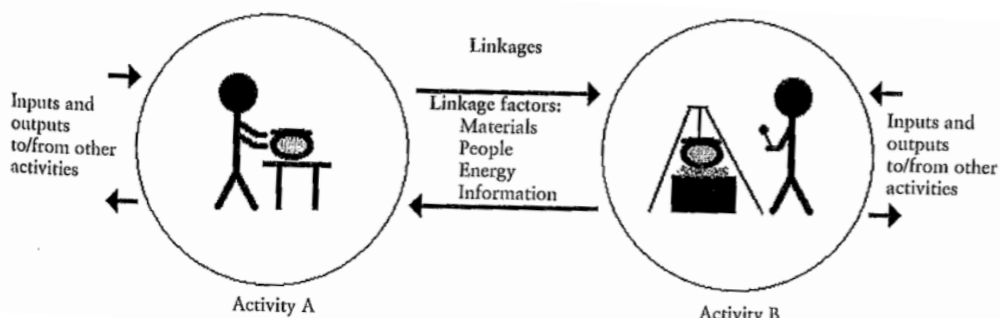 Linkages
Inputs and
outputs
to/from other
activities
Linkage factors:
Materials
People
Energy
Information
Inputs and
outputs
to/from other
activities
Activity A
Activity B